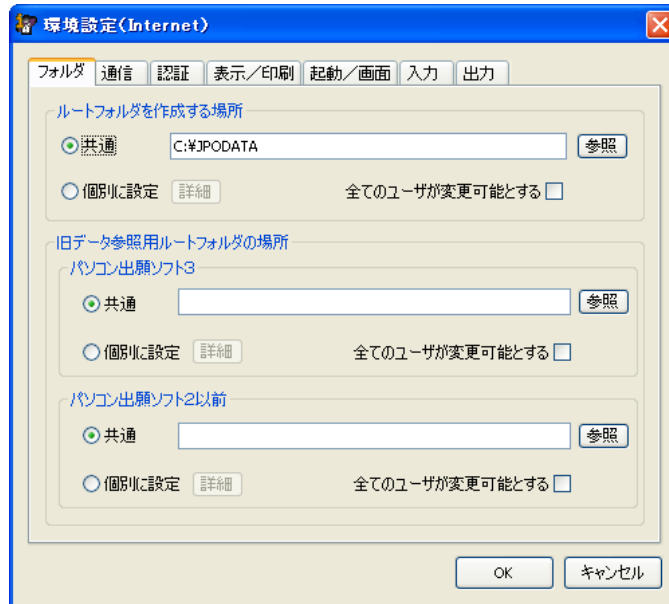 環境設定(Internet)
フォルダ 通信 認証 表示/印刷 起動/画面 入力 出力
ルートフォルダを作成する場所
共通 C:¥JPODATA 参照
個別に設定 詳細 全てのユーザが変更可能とする
旧データ参照用ルートフォルダの場所
パソコン出願ソフト3
共通 参照
個別に設定 詳細 全てのユーザが変更可能とする
パソコン出願ソフト2以前
共通 参照
個別に設定 詳細 全てのユーザが変更可能とする
OK キャンセル